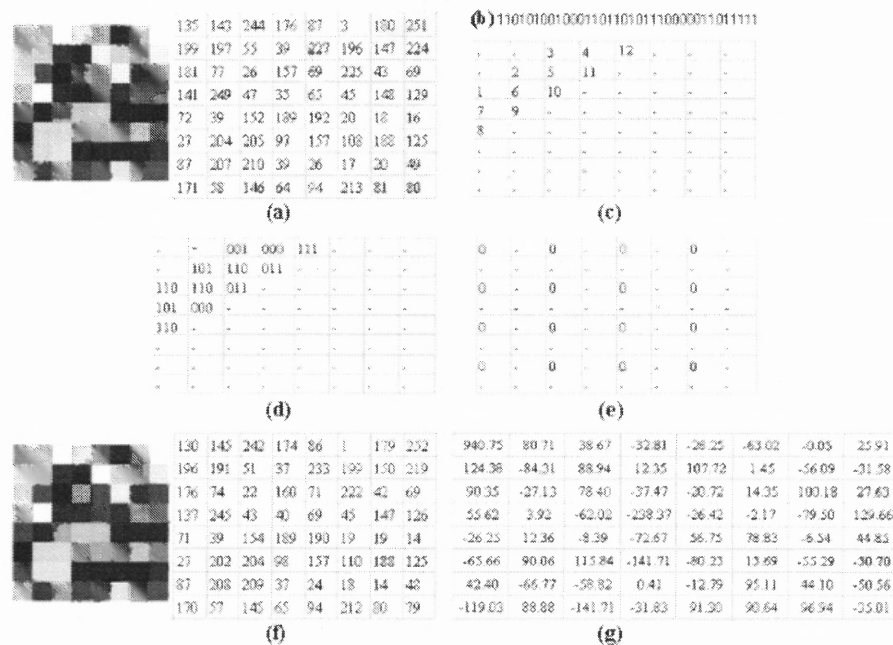 135 143 244 176 87 3 180 251
199 197 55 39 227 196 147 224
181 77 26 157 69 225 43 69
141 249 47 35 65 45 148 129
72 39 152 189 192 20 18 16
27 204 205 97 157 108 188 125
87 207 210 39 26 17 20 49
171 58 146 64 94 213 81 80
(a)
(b) 110101001000110110101110000011011111
- - 3 4 12 - - -
- 2 5 11 - - - -
1 6 10 - - - - -
7 9 - - - - - -
8 - - - - - - -
- - - - - - - -
- - - - - - - -
- - - - - - - -
(c)
- - 001 000 111 - - -
- 101 110 011 - - - -
110 110 011 - - - - -
101 000 - - - - - -
110 - - - - - - -
- - - - - - - -
- - - - - - - -
- - - - - - - -
(d)
0 - 0 - 0 - 0 -
- - - - - - - -
0 - 0 - 0 - 0 -
- - - - - - - -
0 - 0 - 0 - 0 -
- - - - - - - -
0 - 0 - 0 - 0 -
- - - - - - - -
(e)
130 145 242 174 86 1 179 252
196 191 51 37 233 199 150 219
176 74 22 160 71 222 42 69
137 245 43 40 69 45 147 126
71 39 154 189 190 19 19 14
27 202 204 98 157 110 188 125
87 208 209 37 24 18 14 48
170 57 145 65 94 212 80 79
(f)
940.75 80.71 38.67 -32.81 -28.25 -63.02 -0.05 25.91
124.38 -84.31 88.94 12.35 107.72 1.45 -56.09 -31.58
90.35 -27.13 78.40 -37.47 -20.72 14.35 100.18 27.63
55.62 3.92 -62.02 -238.37 -26.42 -2.17 -79.50 129.66
-26.25 12.36 -8.39 -72.67 56.75 78.83 -6.54 44.85
-65.66 90.06 115.84 -141.71 -80.23 13.69 -55.29 -50.70
42.40 -66.77 -58.82 0.41 -12.79 95.11 44.10 -50.56
-119.03 88.88 -141.71 -31.83 91.30 90.64 96.94 -35.01
(g)